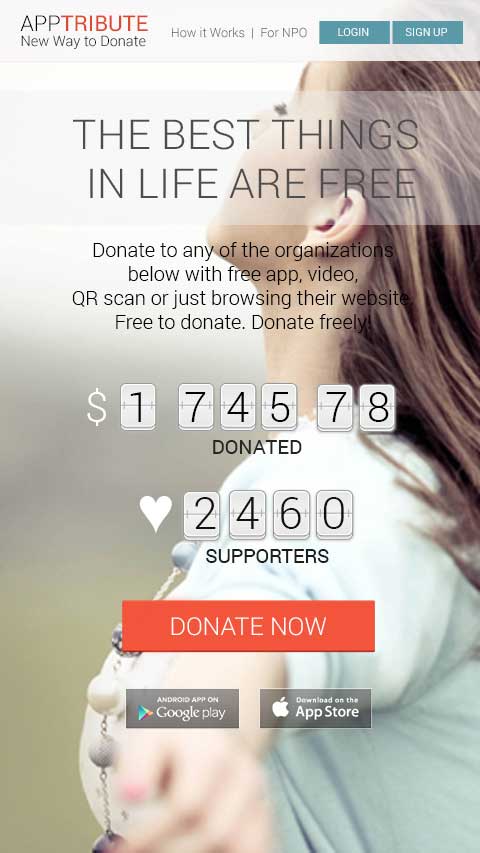 APPTRIBUTE
New Way to Donate
How it Works | For NPO
LOGIN
SIGN UP
THE BEST THINGS
IN LIFE ARE FREE
Donate to any of the organizations
below with free app, video,
QR scan or just browsing their website.
Free to donate. Donate freely!
$ 1 745 78
DONATED
2460
SUPPORTERS
DONATE NOW
ANDROID APP ON
Google play
Download on the
App Store